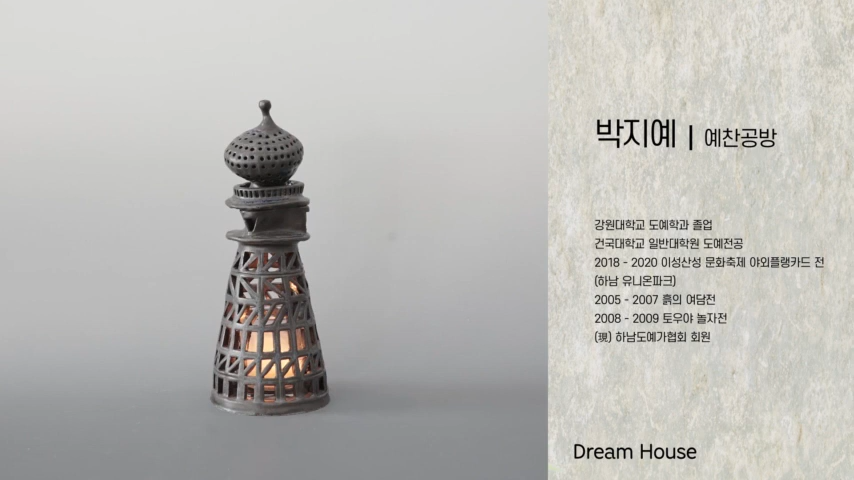 박지예 | 예찬공방
강원대학교 도예학과 졸업
건국대학교 일반대학원 도예전공
2018 - 2020 이성산성 문화축제 야외플랭카드 전
(하남 유니온파크)
2005 - 2007 흙의 여담전
2008 - 2009 토우야 놀자전
(現) 하남도예가협회 회원
Dream House